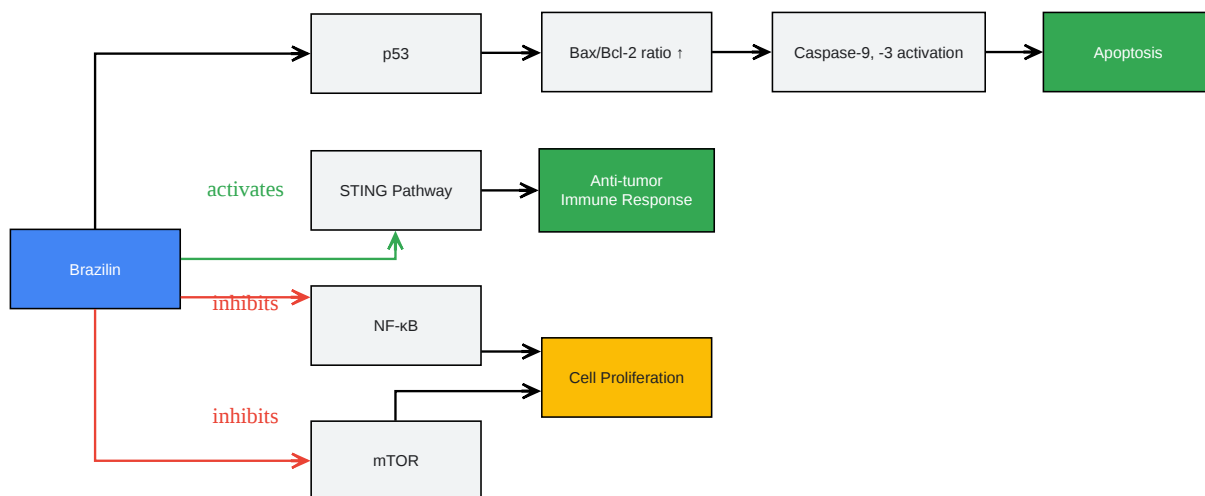 p53
Bax/Bcl-2 ratio ↑
Caspase-9, -3 activation
Apoptosis
activates
STING Pathway
Anti-tumor
Immune Response
Brazilin
inhibits
NF-κB
Cell Proliferation
inhibits
mTOR